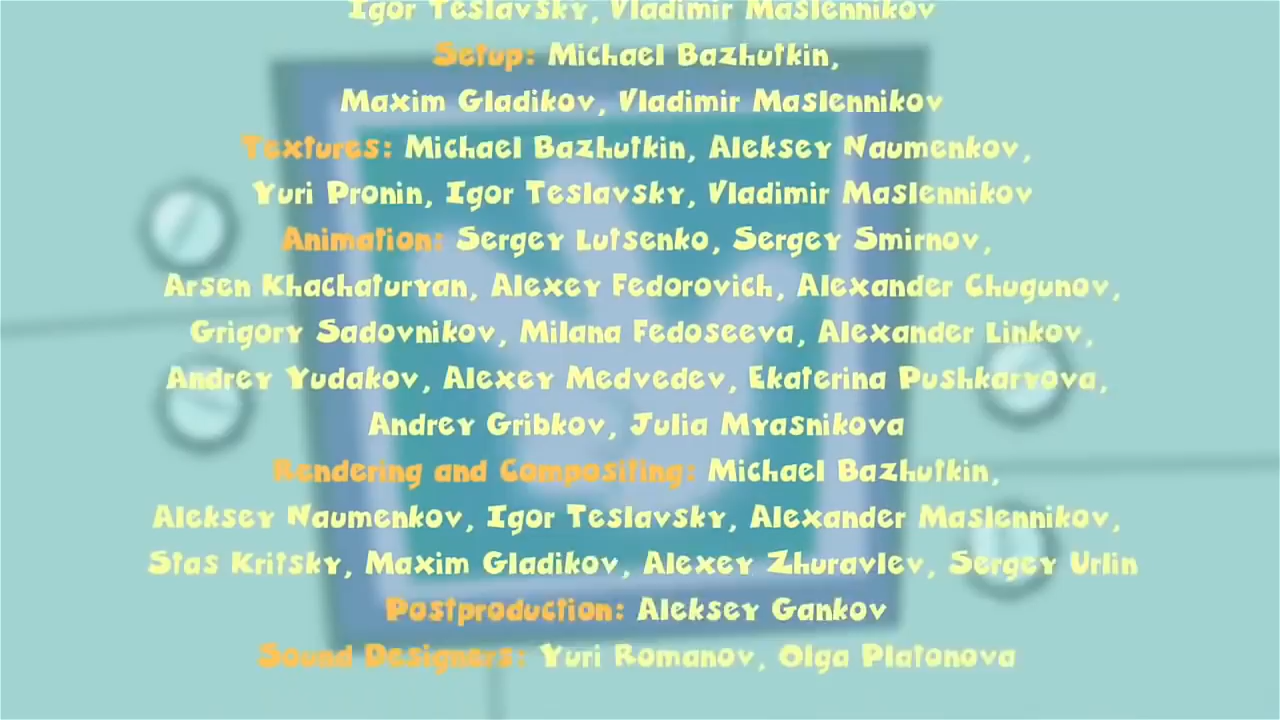 Igor Teslavsky, Vladimir Maslennikov
Setup: Michael Bazhutkin,
Maxim Gladikov, Vladimir Maslennikov
Textures: Michael Bazhutkin, Aleksey Naumenkov,
Yuri Pronin, Igor Teslavsky, Vladimir Maslennikov
Animation: Sergey Lutsenko, Sergey Smirnov,
Arsen Khachaturyan, Alexey Fedorovich, Alexander Chugunov,
Grigory Sadovnikov, Milana Fedoseeva, Alexander Linkov,
Andrey Yudakov, Alexey Medvedev, Ekaterina Pushkaryova,
Andrey Gribkov, Julia Myasnikova
Rendering and Compositing: Michael Bazhutkin,
Aleksey Naumenkov, Igor Teslavsky, Alexander Maslennikov,
Stas Kritsky, Maxim Gladikov, Alexey Zhuravlev, Sergey Urlin
Postproduction: Aleksey Gankov
Sound Designers: Yuri Romanov, Olga Platonova